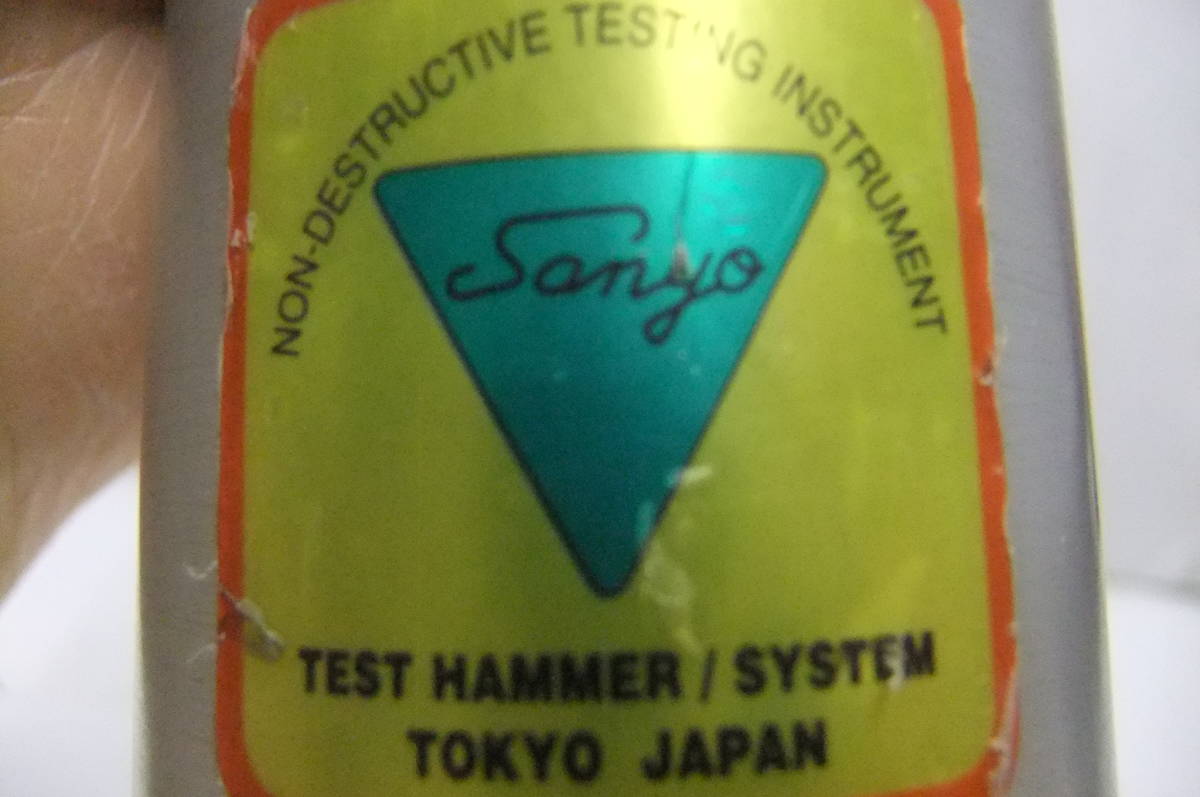 NON-DESTRUCTIVE TESTING INSTRUMENT
Sanyo
TEST HAMMER / SYSTEM
TOKYO JAPAN